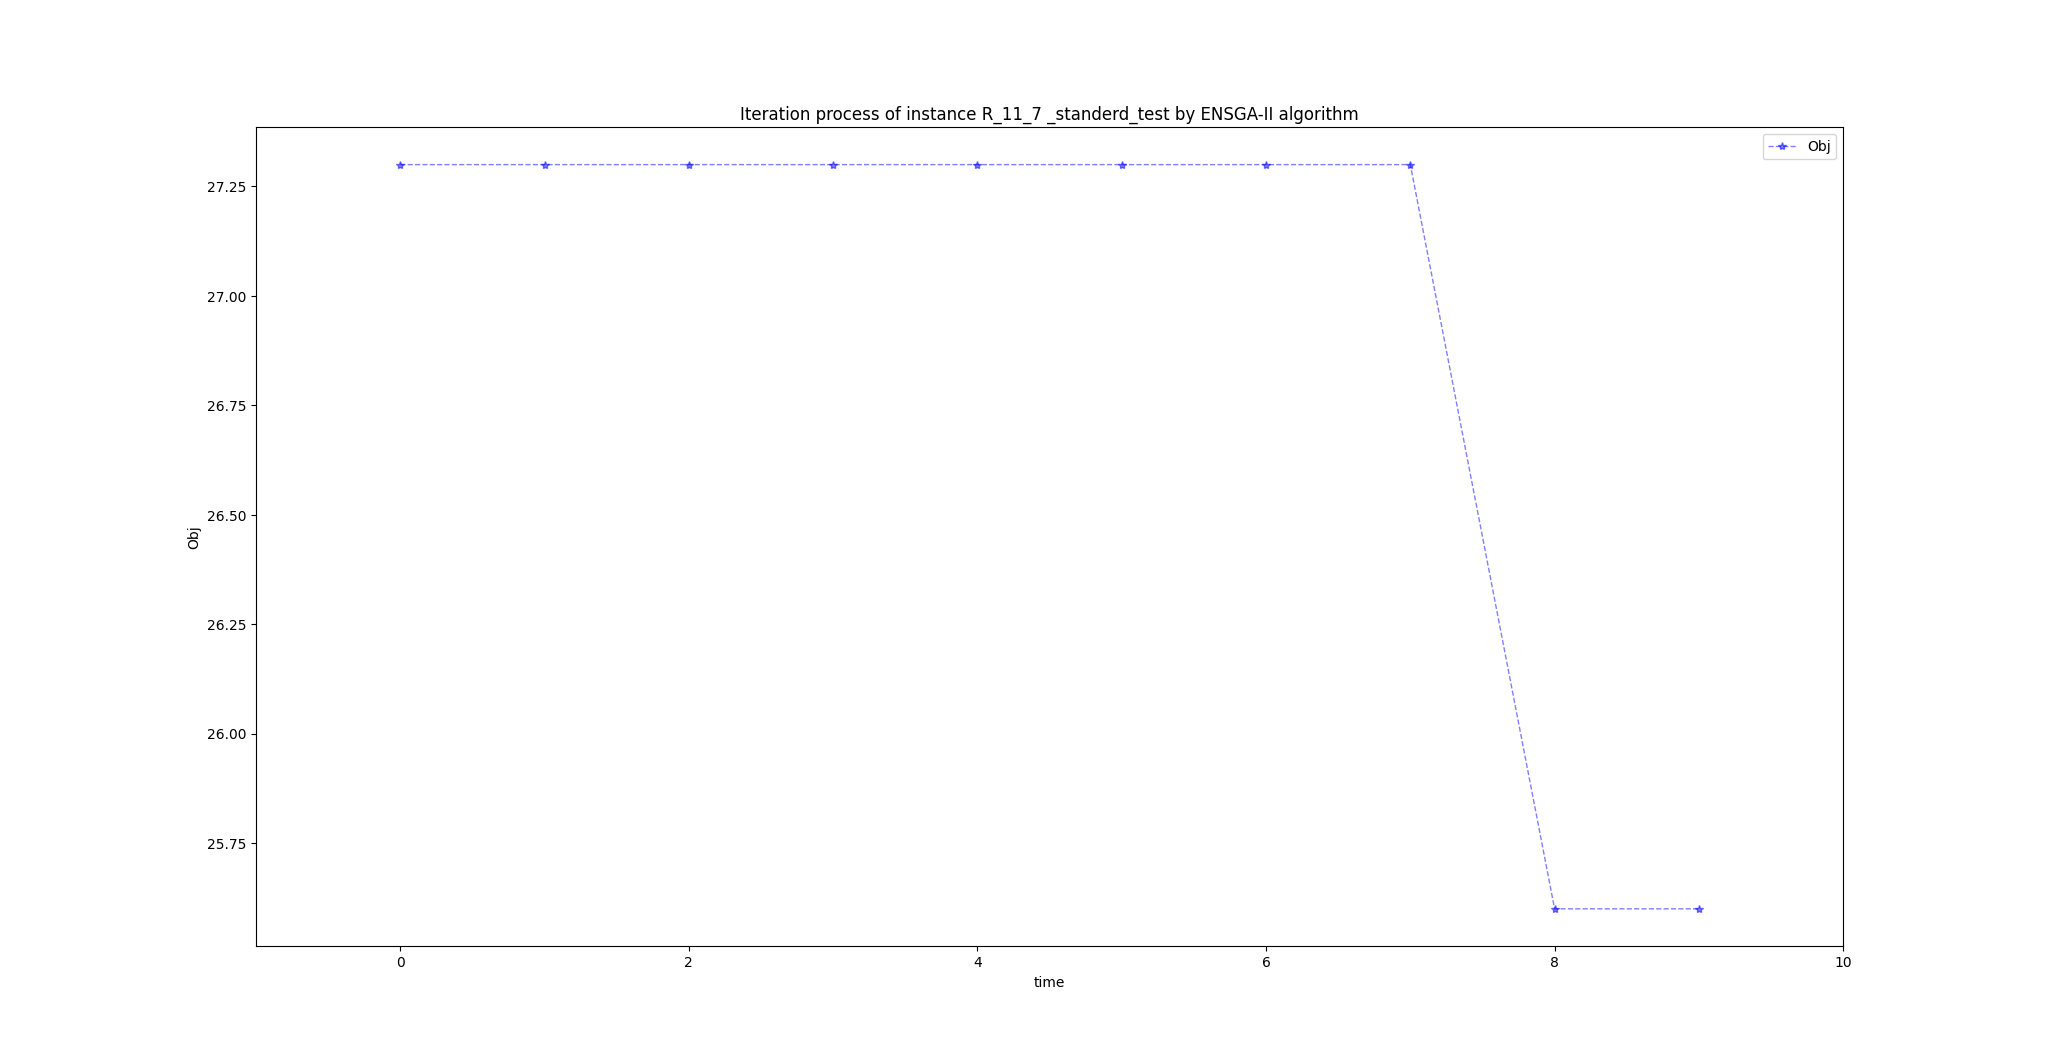 Iteration process of instance R_11_7 _standerd_test by ENSGA-II algorithm
Obj
27.25
27.00
26.75
26.50
Obj
26.25
26.00
25.75
0 2 4 6 8 10
time